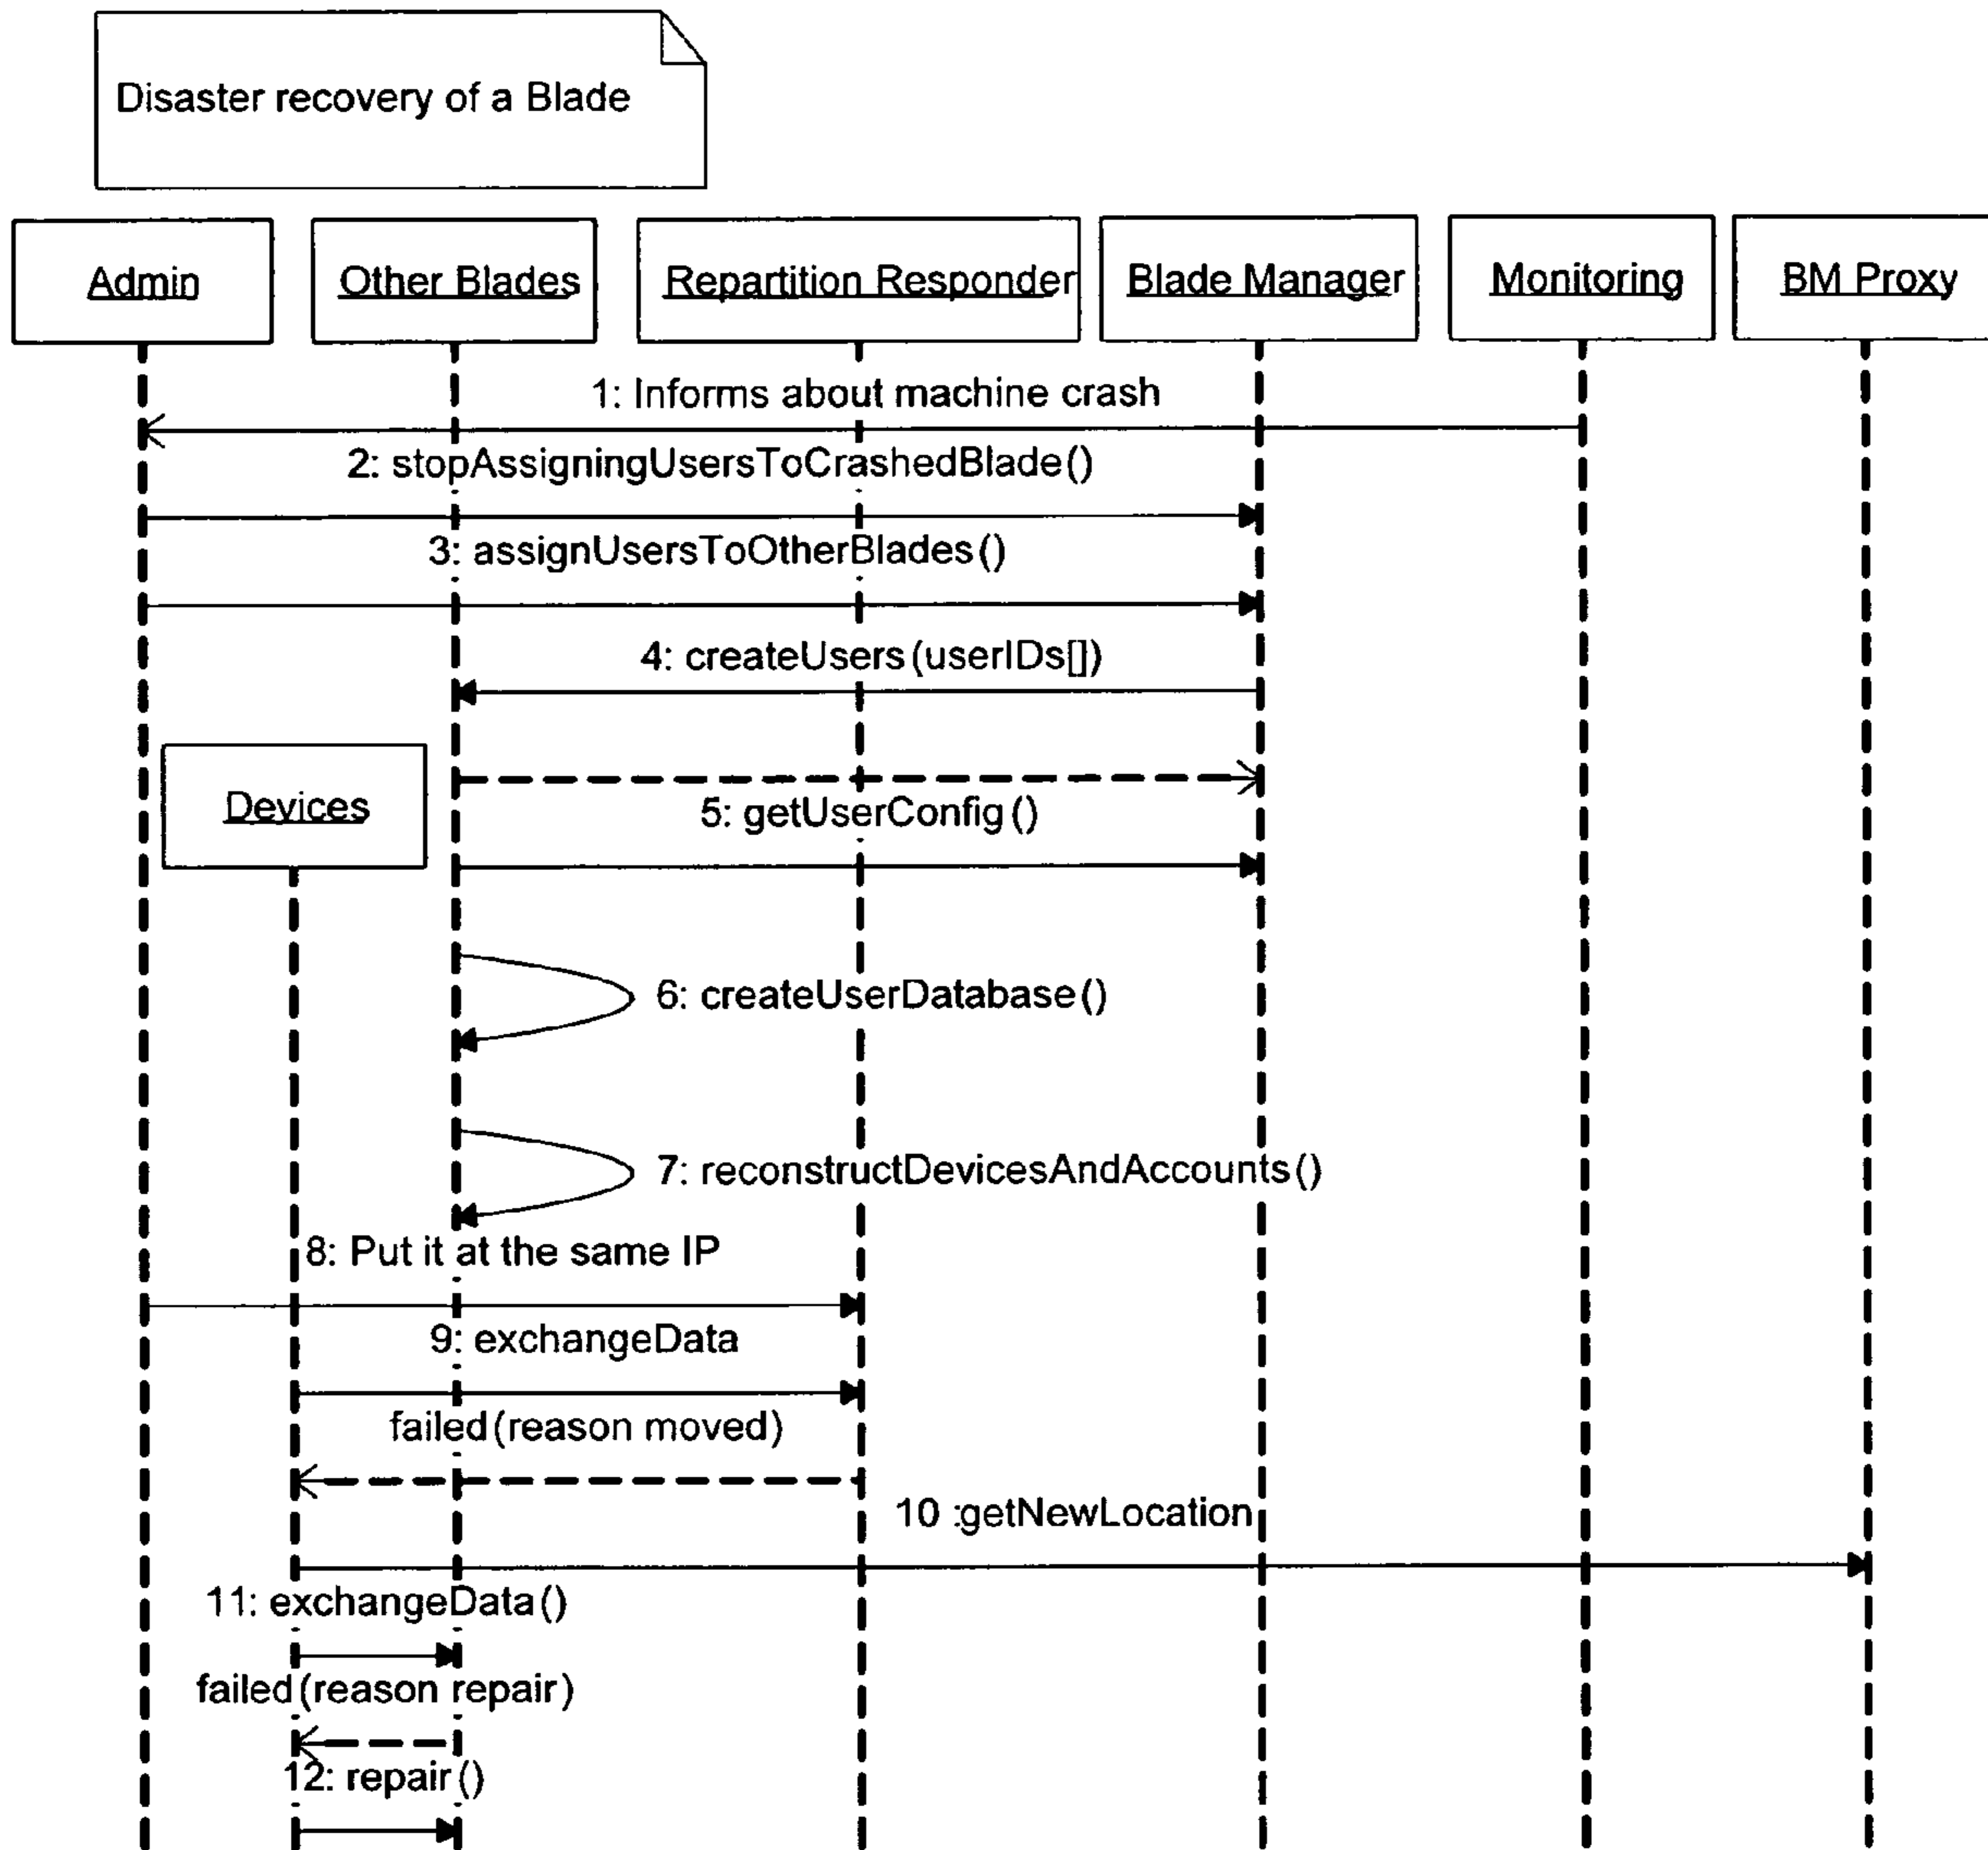 Disaster recovery of a Blade
Admin
Other Blades
Repartition Responder
Blade Manager
Monitoring
BM Proxy
1: Informs about machine crash
2: stopAssigningUsersToCrashedBlade()
3: assignUsersToOtherBlades()
4: createUsers(userIDs[])
Devices
5: getUserConfig()
6: createUserDatabase()
7: reconstructDevicesAndAccounts()
8: Put it at the same IP
9: exchangeData
failed(reason moved)
10 :getNewLocation
11: exchangeData()
failed(reason repair)
12: repair()